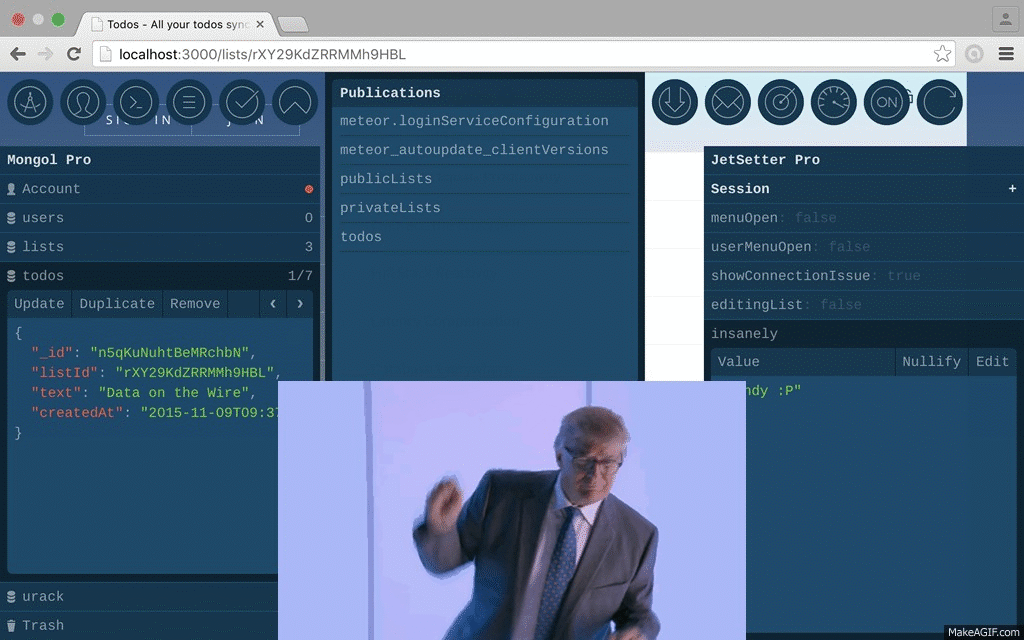 Todos - All your todos sync
localhost:3000/lists/rXY29KdZRRMMh9HBL
ON
Mongol Pro
Account
users 0
lists 3
todos 1/7
Update Duplicate Remove ‹ ›
{
"_id": "n5qKuNuhtBeMRchbN",
"listId": "rXY29KdZRRMMh9HBL",
"text": "Data on the Wire",
"createdAt": "2015-11-09T09:37
}
urack
Trash
Publications
meteor.loginServiceConfiguration
meteor_autoupdate_clientVersions
publicLists
privateLists
todos
JetSetter Pro
Session +
menuOpen: false
userMenuOpen: false
showConnectionIssue: true
editingList: false
insanely
Value Nullify Edit
ndy :P"
MakeAGIF.com